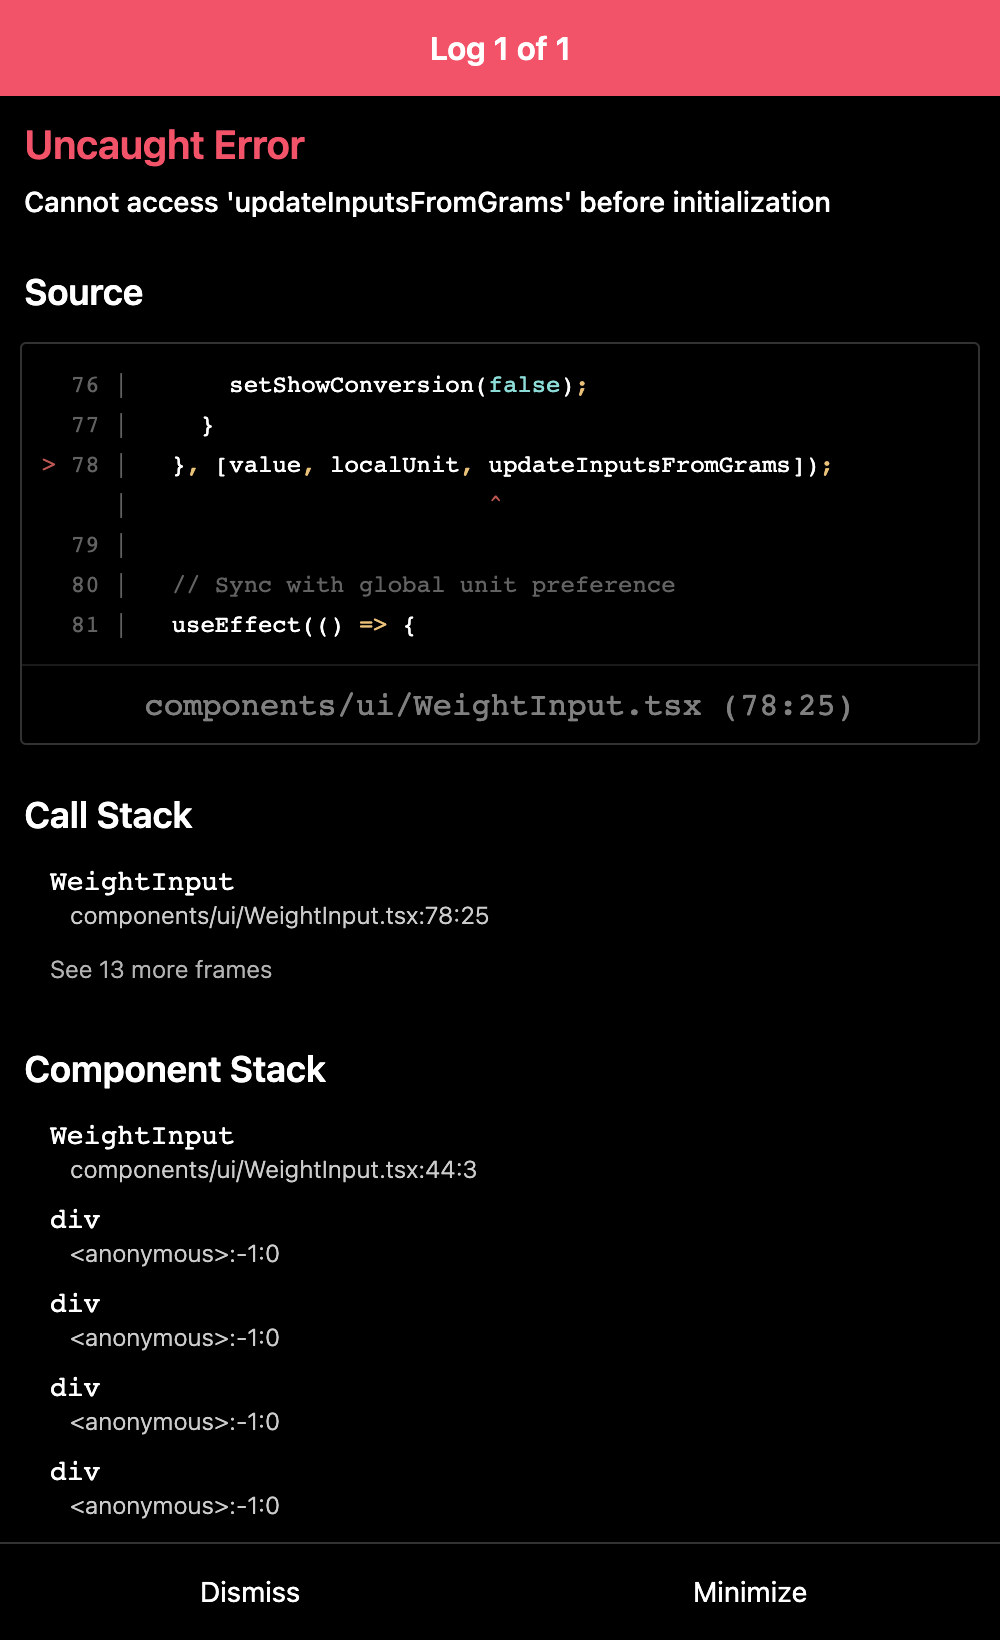 Log 1 of 1
Uncaught Error
Cannot access 'updateInputsFromGrams' before initialization
Source
76 |       setShowConversion(false);
77 |     }
> 78 |   }, [value, localUnit, updateInputsFromGrams]);
|                         ^
79 |
80 |   // Sync with global unit preference
81 |   useEffect(() => {
components/ui/WeightInput.tsx (78:25)
Call Stack
WeightInput
components/ui/WeightInput.tsx:78:25
See 13 more frames
Component Stack
WeightInput
components/ui/WeightInput.tsx:44:3
div
<anonymous>:-1:0
div
<anonymous>:-1:0
div
<anonymous>:-1:0
div
<anonymous>:-1:0
Dismiss
Minimize